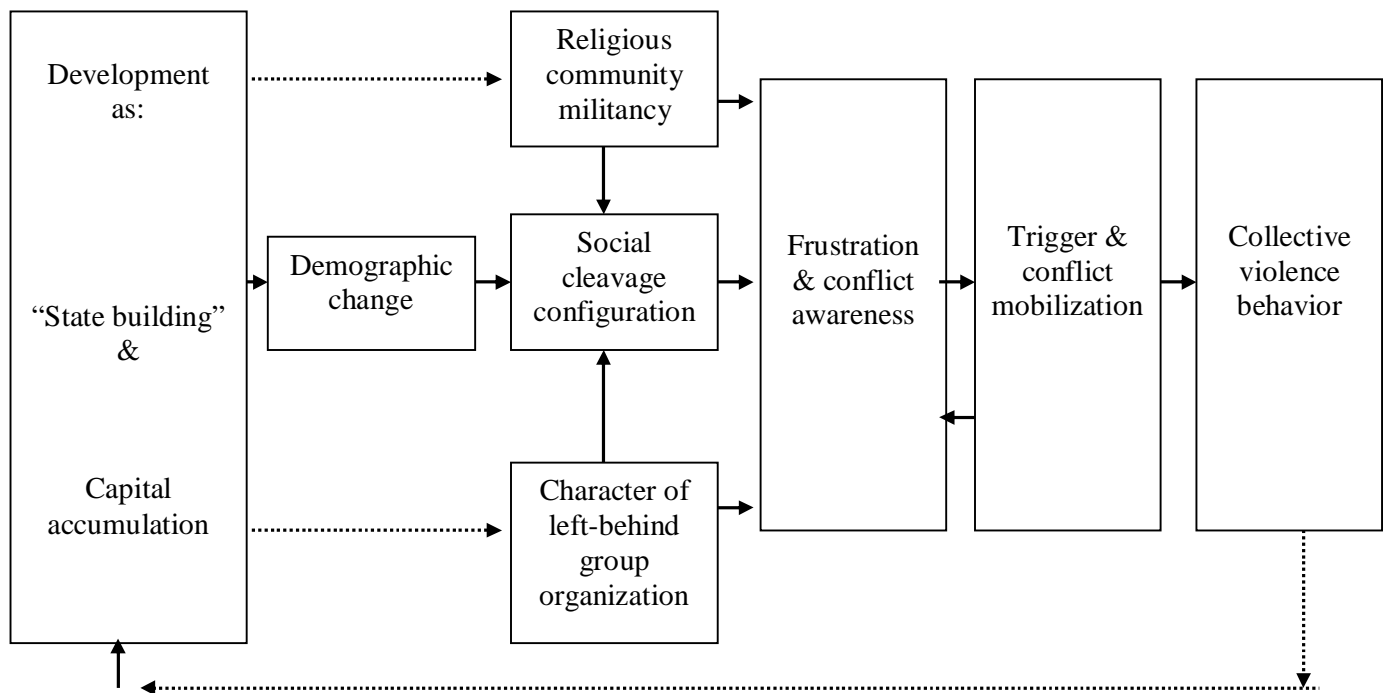 Development
as:
“State building”
&
Capital
accumulation
Demographic
change
Religious
community
militancy
Social
cleavage
configuration
Character of
left-behind
group
organization
Frustration
& conflict
awareness
Trigger &
conflict
mobilization
Collective
violence
behavior